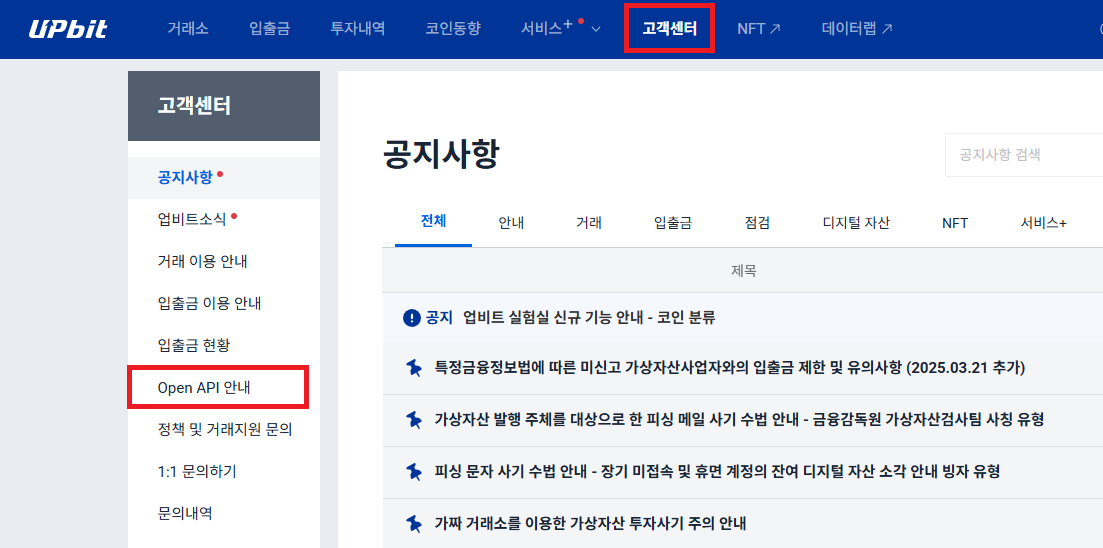 UPbit 거래소 입출금 투자내역 코인동향 서비스+ 고객센터 NFT 데이터랩
고객센터
공지사항
업비트소식
거래 이용 안내
입출금 이용 안내
입출금 현황
Open API 안내
정책 및 거래지원 문의
1:1 문의하기
문의내역
공지사항
공지사항 검색
전체 안내 거래 입출금 점검 디지털 자산 NFT 서비스+
제목
공지 업비트 실험실 신규 기능 안내 - 코인 분류
특정금융정보법에 따른 미신고 가상자산사업자와의 입출금 제한 및 유의사항 (2025.03.21 추가)
가상자산 발행 주체를 대상으로 한 피싱 메일 사기 수법 안내 - 금융감독원 가상자산검사팀 사칭 유형
피싱 문자 사기 수법 안내 - 장기 미접속 및 휴면 계정의 잔여 디지털 자산 소각 안내 빙자 유형
가짜 거래소를 이용한 가상자산 투자사기 주의 안내